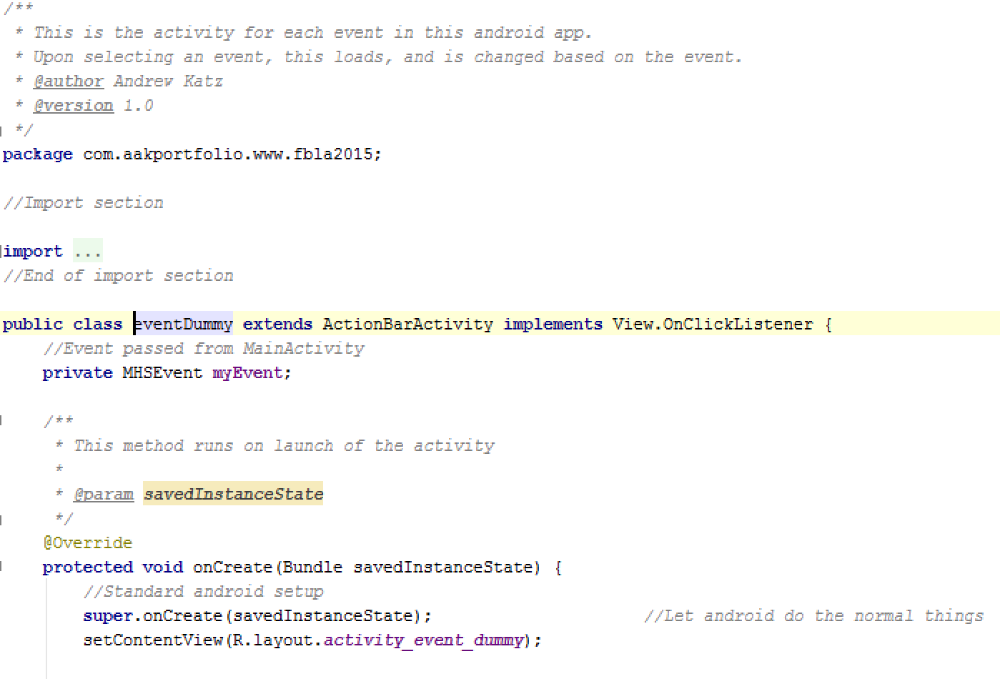 /**
 * This is the activity for each event in this android app.
 * Upon selecting an event, this loads, and is changed based on the event.
 * @author Andrew Katz
 * @version 1.0
 */
package com.aakportfolio.www.fbla2015;
//Import section
import ...
//End of import section
public class eventDummy extends ActionBarActivity implements View.OnClickListener {
    //Event passed from MainActivity
    private MHSEvent myEvent;
    /**
     * This method runs on launch of the activity
     *
     * @param savedInstanceState
     */
    @Override
    protected void onCreate(Bundle savedInstanceState) {
        //Standard android setup
        super.onCreate(savedInstanceState);                     //Let android do the normal things
        setContentView(R.layout.activity_event_dummy);